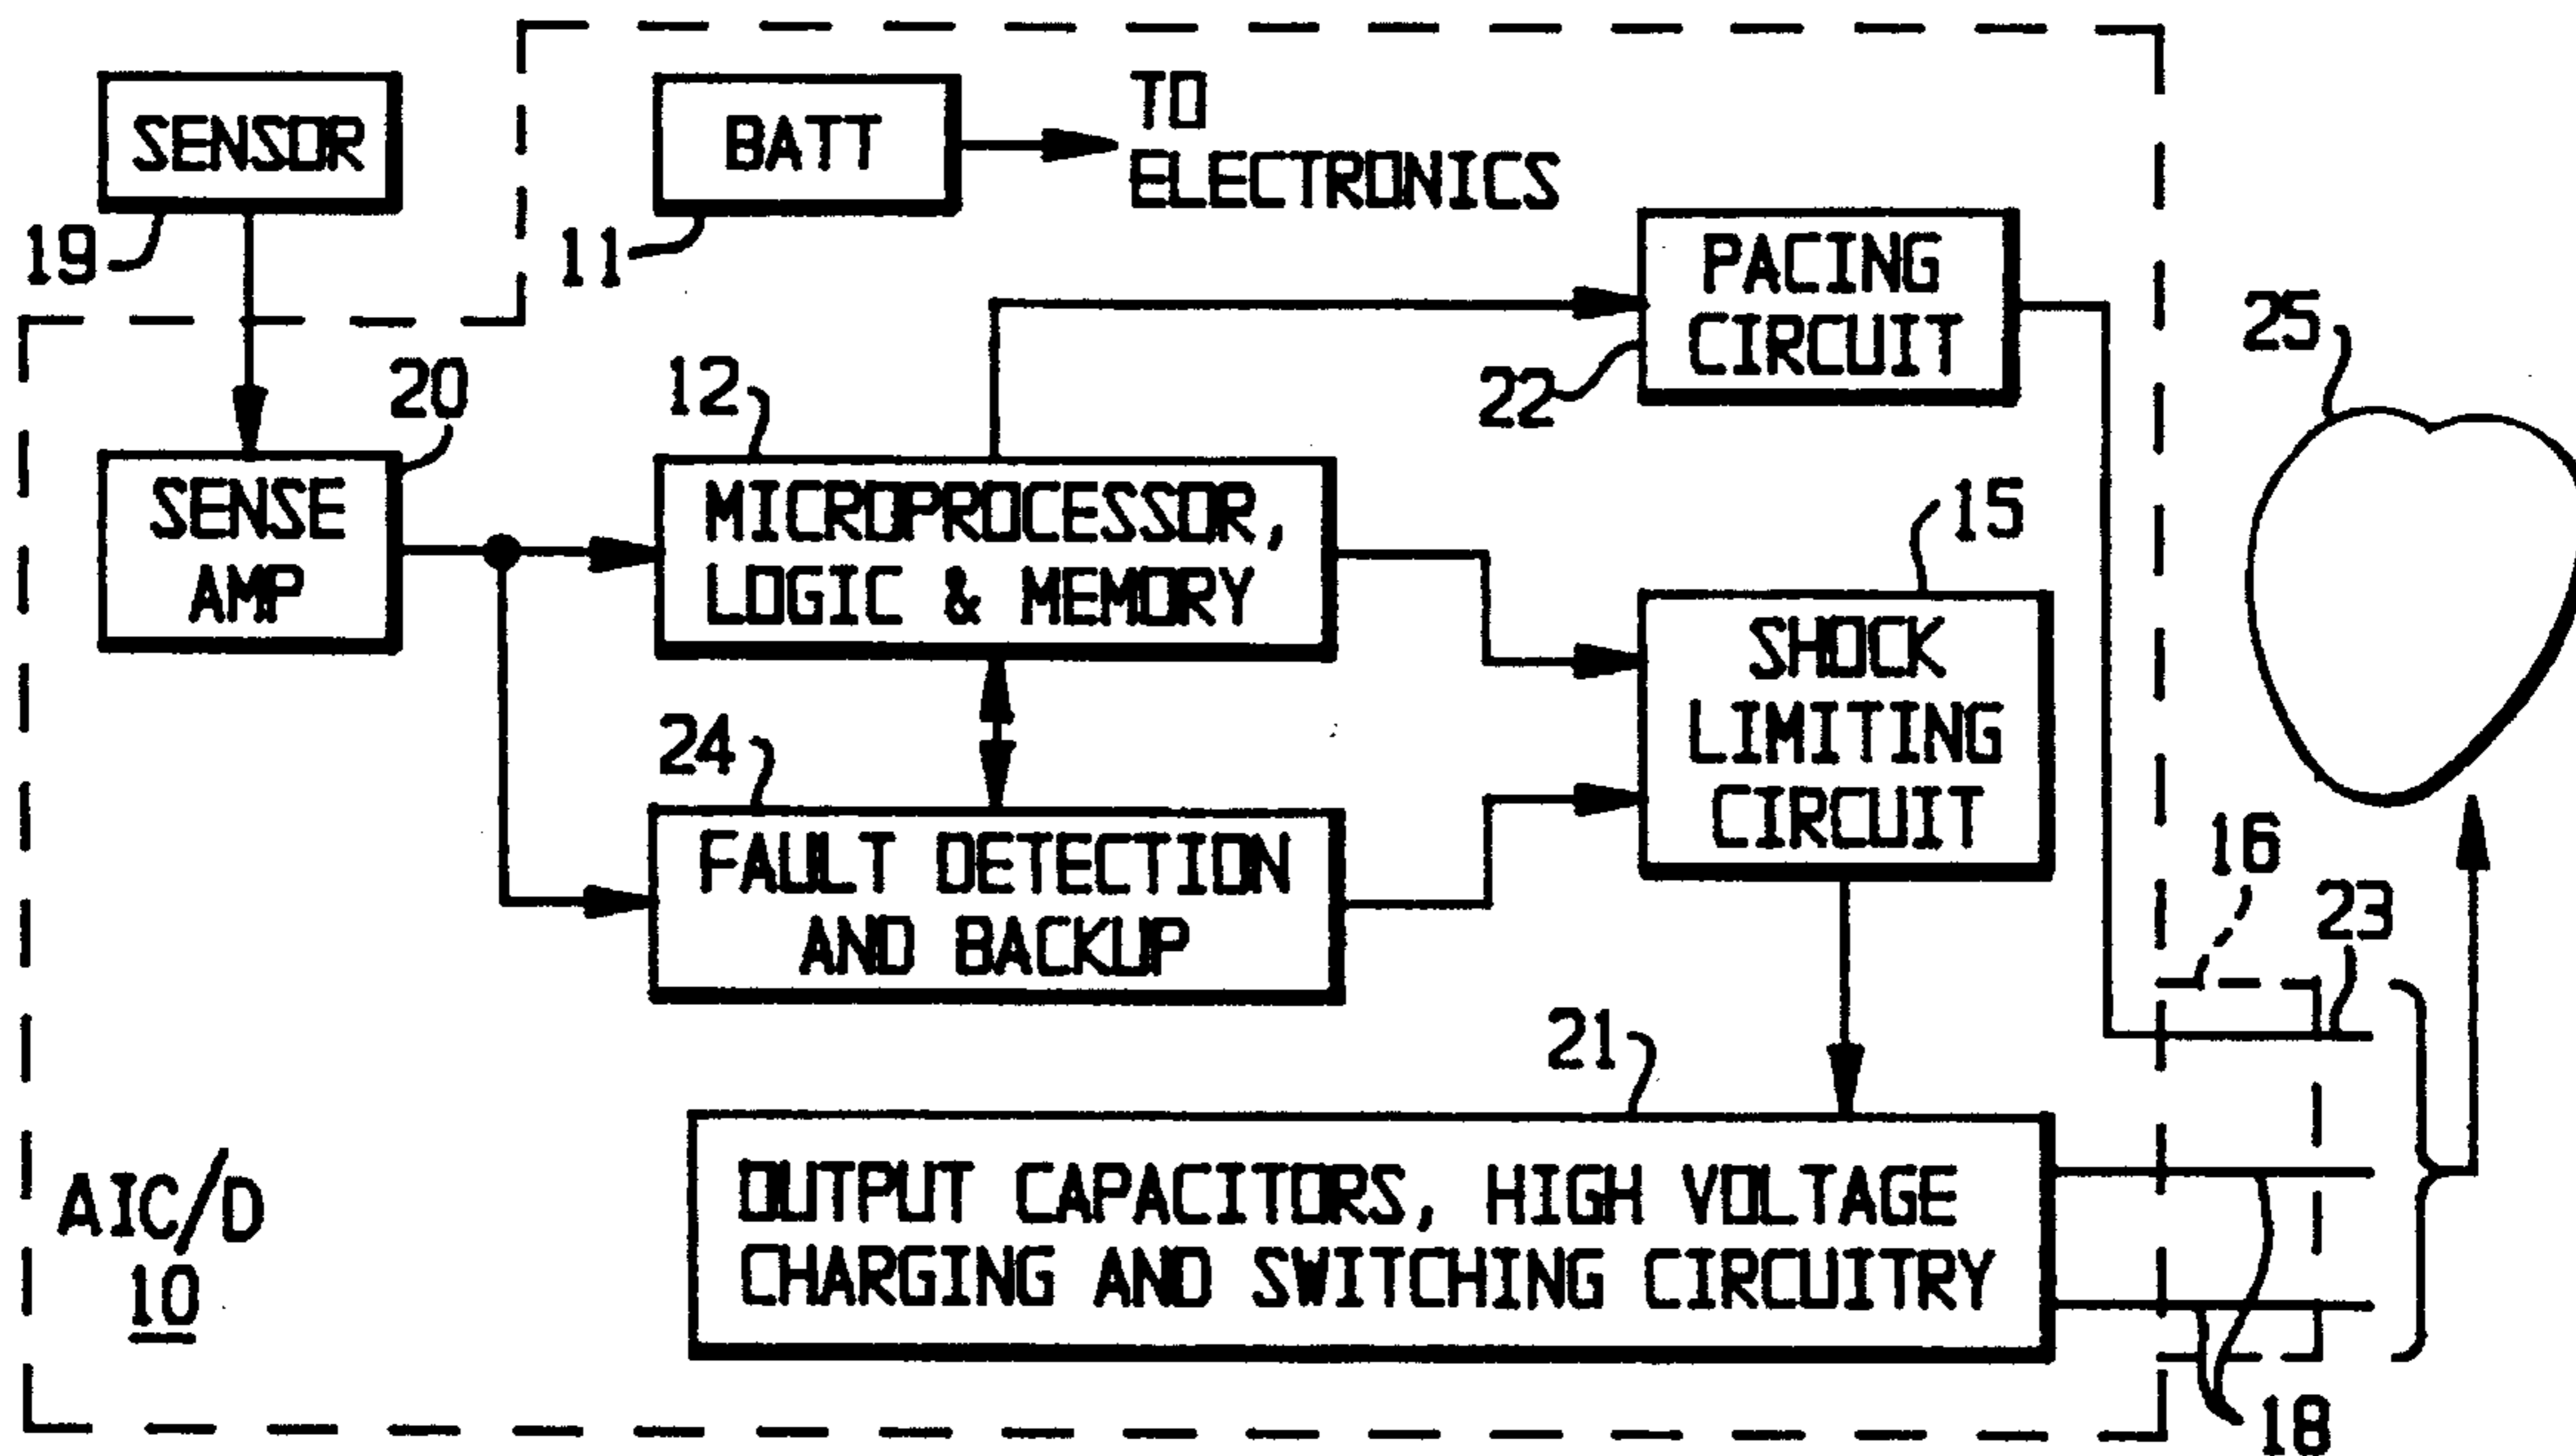 SENSOR
19
BATT
11
TO
ELECTRONICS
PACING
CIRCUIT
22
25
20
SENSE
AMP
12
MICROPROCESSOR,
LOGIC & MEMORY
15
SHOCK
LIMITING
CIRCUIT
24
FAULT DETECTION
AND BACKUP
16
23
21
OUTPUT CAPACITORS, HIGH VOLTAGE
CHARGING AND SWITCHING CIRCUITRY
AIC/D
10
18